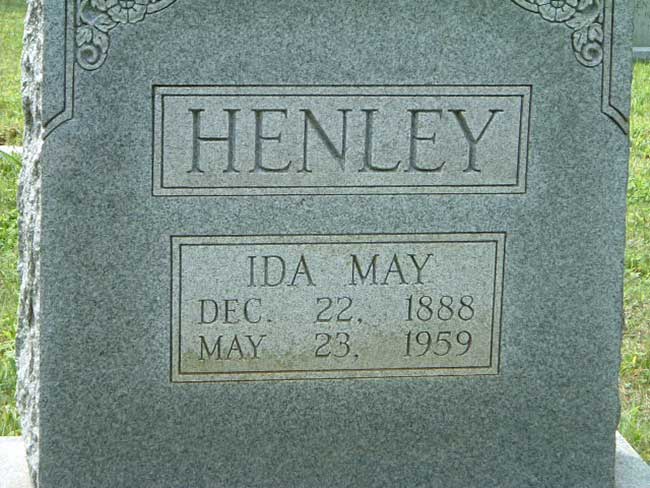 HENLEY
IDA MAY
DEC. 22, 1888
MAY 23, 1959